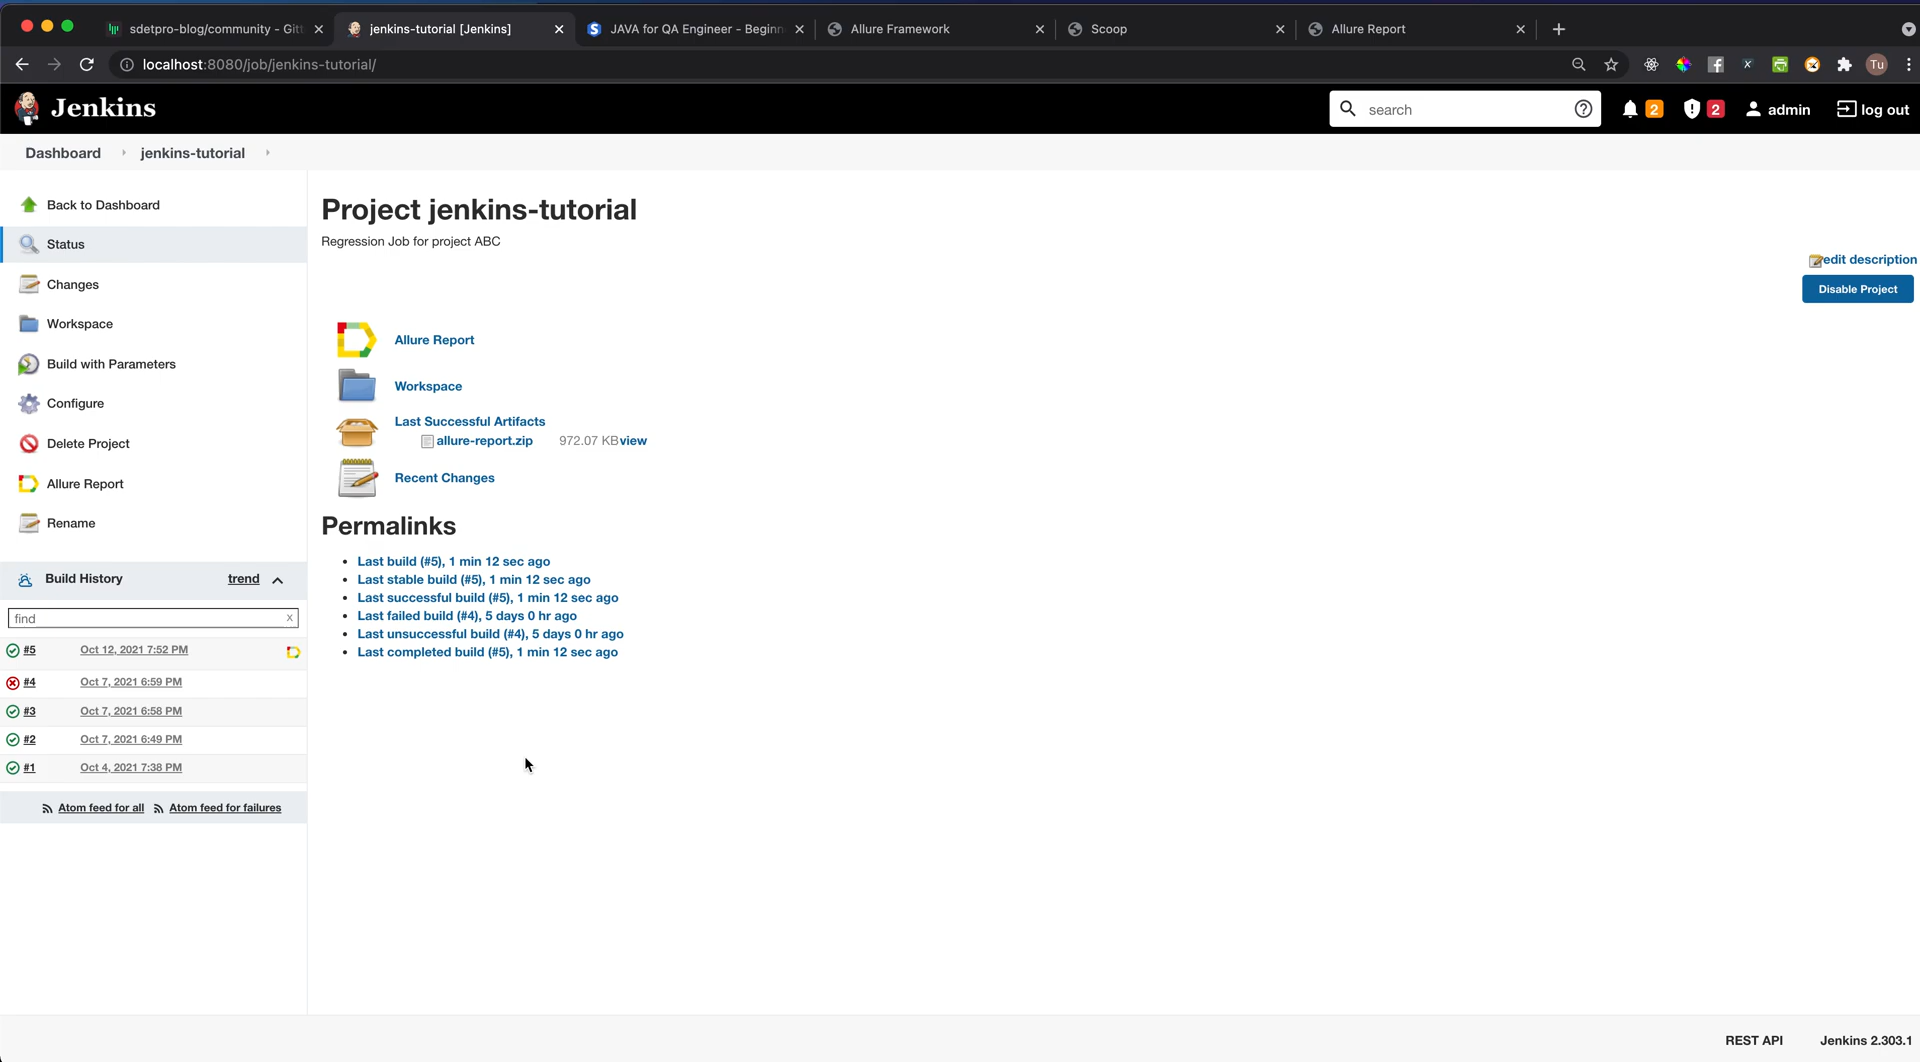 sdetpro-blog/community - Gitt
jenkins-tutorial [Jenkins]
JAVA for QA Engineer - Beginn
Allure Framework
Scoop
Allure Report
localhost:8080/job/jenkins-tutorial/
Tu
Jenkins
search
2
2
admin
log out
Dashboard
jenkins-tutorial
Back to Dashboard
Status
Changes
Workspace
Build with Parameters
Configure
Delete Project
Allure Report
Rename
Build History
trend
find
x
#5 Oct 12, 2021 7:52 PM
#4 Oct 7, 2021 6:59 PM
#3 Oct 7, 2021 6:58 PM
#2 Oct 7, 2021 6:49 PM
#1 Oct 4, 2021 7:38 PM
Atom feed for all Atom feed for failures
Project jenkins-tutorial
Regression Job for project ABC
edit description
Disable Project
Allure Report
Workspace
Last Successful Artifacts
allure-report.zip 972.07 KB view
Recent Changes
Permalinks
Last build (#5), 1 min 12 sec ago
Last stable build (#5), 1 min 12 sec ago
Last successful build (#5), 1 min 12 sec ago
Last failed build (#4), 5 days 0 hr ago
Last unsuccessful build (#4), 5 days 0 hr ago
Last completed build (#5), 1 min 12 sec ago
REST API
Jenkins 2.303.1